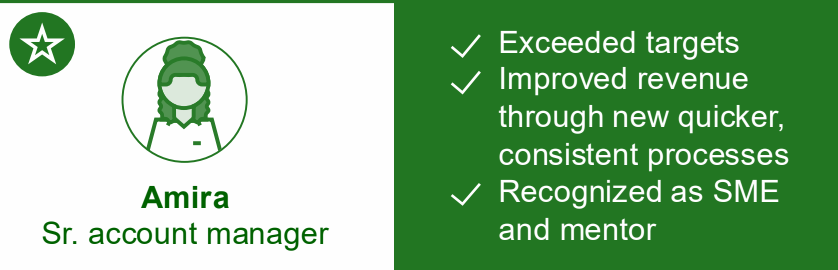 Amira
Sr. account manager
Exceeded targets
Improved revenue
through new quicker,
consistent processes
Recognized as SME
and mentor